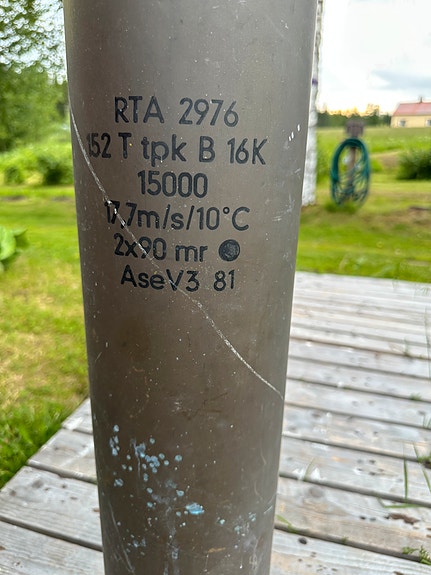 RTA 2976
152 T tpk B 16K
15000
17,7m/s/10°C
2x90 mr ●
AseV3 81